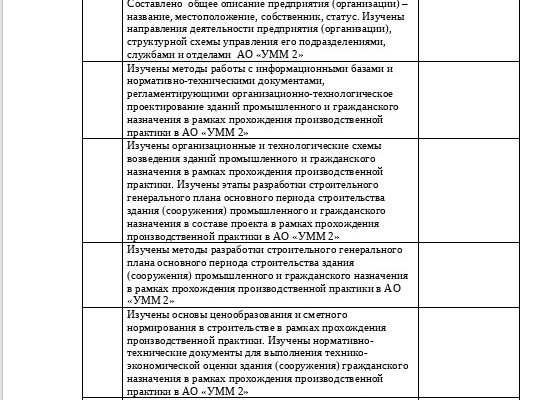 Составлено общее описание предприятия (организации) –
название, местоположение, собственник, статус. Изучены
направления деятельности предприятия (организации),
структурной схемы управления его подразделениями,
службами и отделами АО «УММ 2»
Изучены методы работы с информационными базами и
нормативно-техническими документами,
регламентирующими организационно-технологическое
проектирование зданий промышленного и гражданского
назначения в рамках прохождения производственной
практики в АО «УММ 2»
Изучены организационные и технологические схемы
возведения зданий промышленного и гражданского
назначения в рамках прохождения производственной
практики. Изучены этапы разработки строительного
генерального плана основного периода строительства
здания (сооружения) промышленного и гражданского
назначения в составе проекта в рамках прохождения
производственной практики в АО «УММ 2»
Изучены методы разработки строительного генерального
плана основного периода строительства здания
(сооружения) промышленного и гражданского назначения
в рамках прохождения производственной практики в АО
«УММ 2»
Изучены основы ценообразования и сметного
нормирования в строительстве в рамках прохождения
производственной практики. Изучены нормативно-
технические документы для выполнения технико-
экономической оценки здания (сооружения) гражданского
назначения в рамках прохождения производственной
практики в АО «УММ 2»